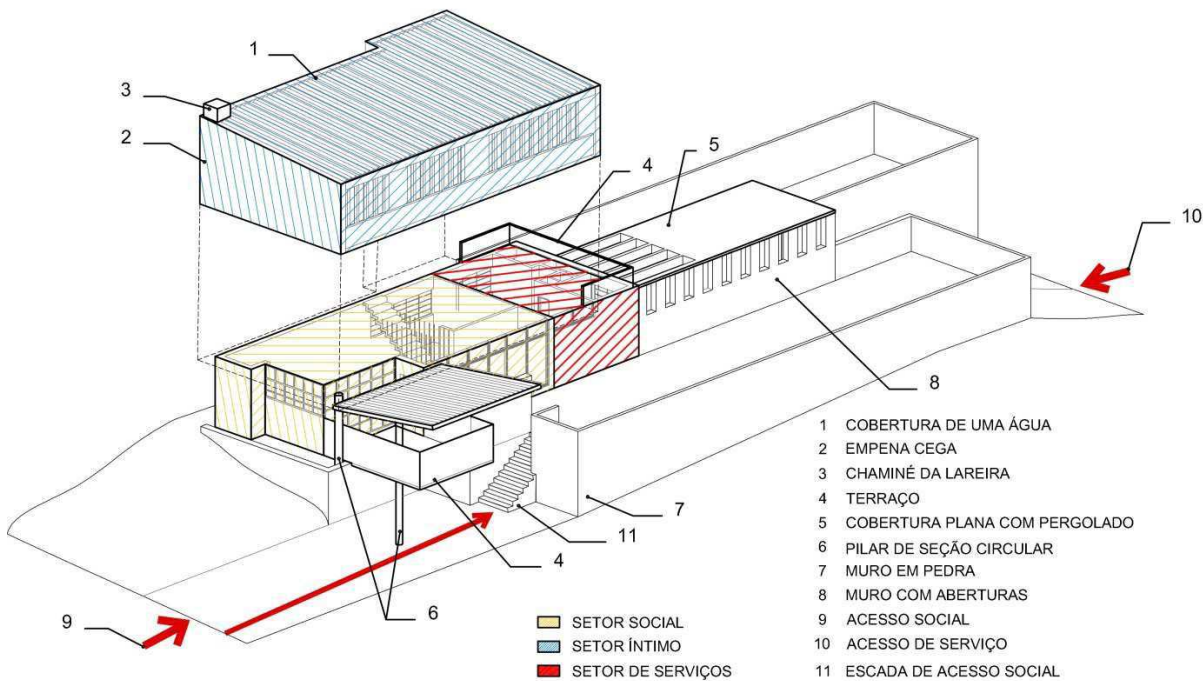 1
3
2
4
5
10
8
7
11
4
6
9
1 COBERTURA DE UMA ÁGUA
2 EMPENA CEGA
3 CHAMINÉ DA LAREIRA
4 TERRAÇO
5 COBERTURA PLANA COM PERGOLADO
6 PILAR DE SEÇÃO CIRCULAR
7 MURO EM PEDRA
8 MURO COM ABERTURAS
9 ACESSO SOCIAL
10 ACESSO DE SERVIÇO
11 ESCADA DE ACESSO SOCIAL
SETOR SOCIAL
SETOR ÍNTIMO
SETOR DE SERVIÇOS